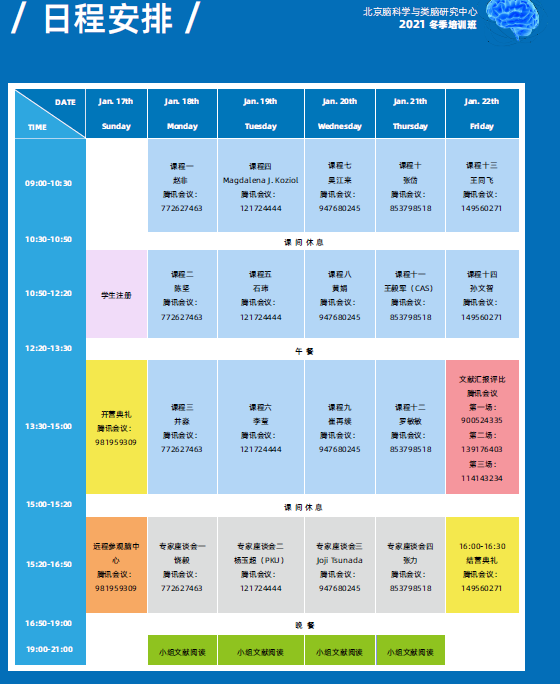 / 日程安排 /
北京脑科学与类脑研究中心
2021 冬季培训班
DATE
TIME
Jan. 17th
Sunday
Jan. 18th
Monday
Jan. 19th
Tuesday
Jan. 20th
Wednesday
Jan. 21th
Thursday
Jan. 22th
Friday
09:00-10:30
课程一
赵非
腾讯会议：
772627463
课程四
Magdalena J. Koziol
腾讯会议：
121724444
课程七
吴江来
腾讯会议：
947680245
课程十
张岱
腾讯会议：
853798518
课程十三
王同飞
腾讯会议：
149560271
10:30-10:50
课间休息
10:50-12:20
学生注册
课程二
陈坚
腾讯会议：
772627463
课程五
石玮
腾讯会议：
121724444
课程八
黄娟
腾讯会议：
947680245
课程十一
王毅军（CAS）
腾讯会议：
853798518
课程十四
孙文智
腾讯会议：
149560271
12:20-13:30
午餐
13:30-15:00
开营典礼
腾讯会议：
981959309
课程三
井淼
腾讯会议：
772627463
课程六
李莹
腾讯会议：
121724444
课程九
崔再续
腾讯会议：
947680245
课程十二
罗敏敏
腾讯会议：
853798518
文献汇报评比
腾讯会议
第一场：
900524335
第二场：
139176403
第三场：
114143234
15:00-15:20
课间休息
15:20-16:50
远程参观脑中
心
腾讯会议：
981959309
专家座谈会一
饶毅
腾讯会议：
772627463
专家座谈会二
杨玉超（PKU）
腾讯会议：
121724444
专家座谈会三
Joji Tsunada
腾讯会议：
947680245
专家座谈会四
张力
腾讯会议：
853798518
16:00-16:30
结营典礼
腾讯会议：
149560271
16:50-19:00
晚餐
19:00-21:00
小组文献阅读
小组文献阅读
小组文献阅读
小组文献阅读